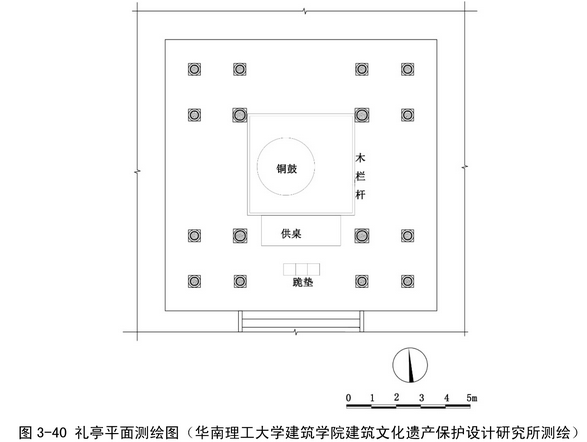 铜鼓
木栏杆
供桌
跪垫
0 1 2 3 4 5m
图 3-40 礼亭平面测绘图（华南理工大学建筑学院建筑文化遗产保护设计研究所测绘）